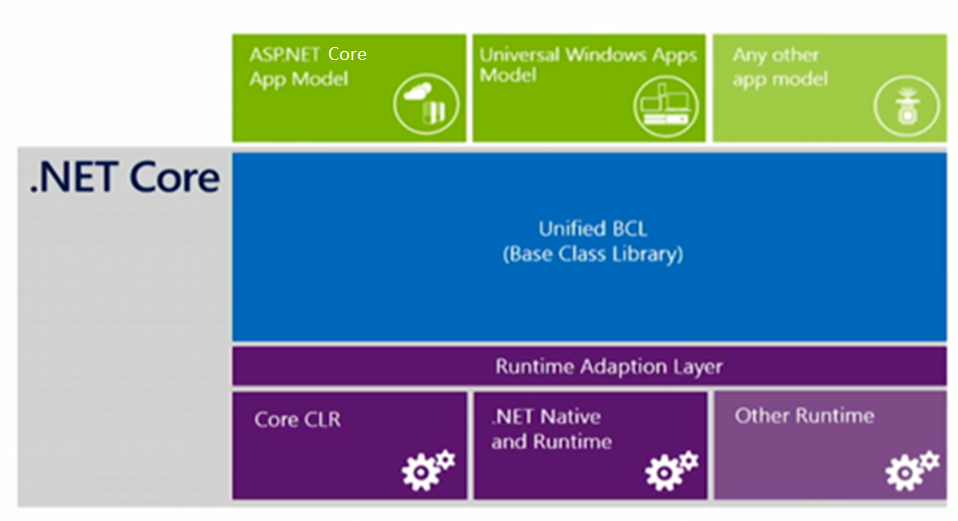 ASP.NET Core
App Model
Universal Windows Apps
Model
Any other
app model
.NET Core
Unified BCL
(Base Class Library)
Runtime Adaption Layer
Core CLR
.NET Native
and Runtime
Other Runtime